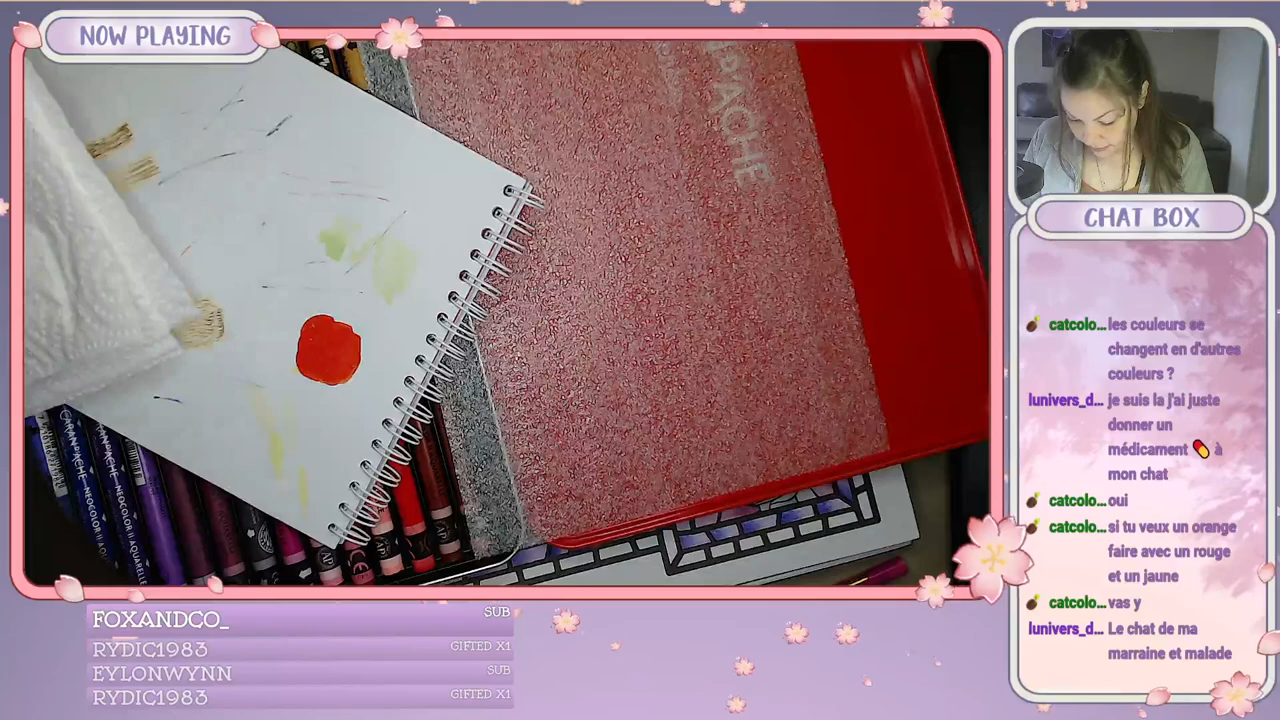 NOW PLAYING
D'ACHE
CARAN D'ACHE NEOCOLOR II AQUARELLE
CHAT BOX
catcolo... les couleurs se
changent en d'autres
couleurs ?
lunivers_d... je suis la j'ai juste
donner un
médicament à
mon chat
catcolo... oui
catcolo... si tu veux un orange
faire avec un rouge
et un jaune
catcolo... vas y
lunivers_d... Le chat de ma
marraine et malade
FOXANDCO_ SUB
RYDIC1983 GIFTED X1
EYLONWYNN SUB
RYDIC1983 GIFTED X1